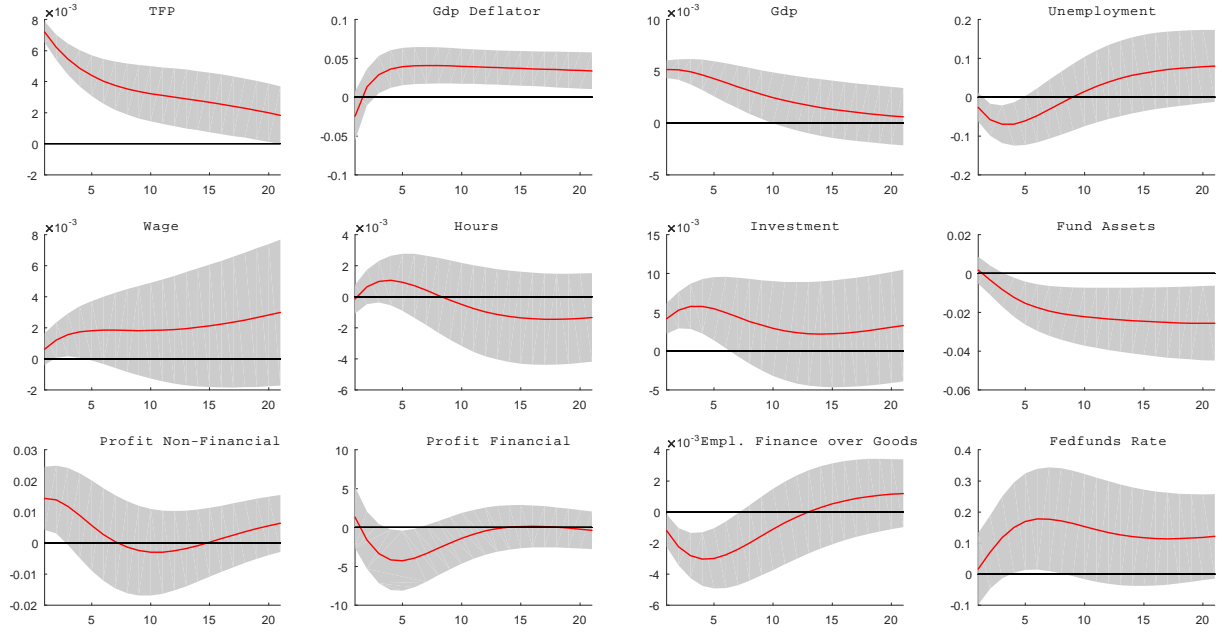 ×10⁻³ TFP
8
6
4
2
0
-2
5 10 15 20
Gdp Deflator
0.1
0.05
0
-0.05
-0.1
5 10 15 20
×10⁻³ Gdp
10
5
0
-5
5 10 15 20
Unemployment
0.2
0.1
0
-0.1
-0.2
5 10 15 20
×10⁻³ Wage
8
6
4
2
0
-2
5 10 15 20
×10⁻³ Hours
4
2
0
-2
-4
-6
5 10 15 20
×10⁻³ Investment
15
10
5
0
-5
5 10 15 20
Fund Assets
0.02
0
-0.02
-0.04
-0.06
5 10 15 20
Profit Non-Financial
0.03
0.02
0.01
0
-0.01
-0.02
5 10 15 20
Profit Financial
10
5
0
-5
-10
5 10 15 20
×10⁻³ Empl. Finance over Goods
4
2
0
-2
-4
-6
5 10 15 20
Fedfunds Rate
0.4
0.3
0.2
0.1
0
-0.1
5 10 15 20